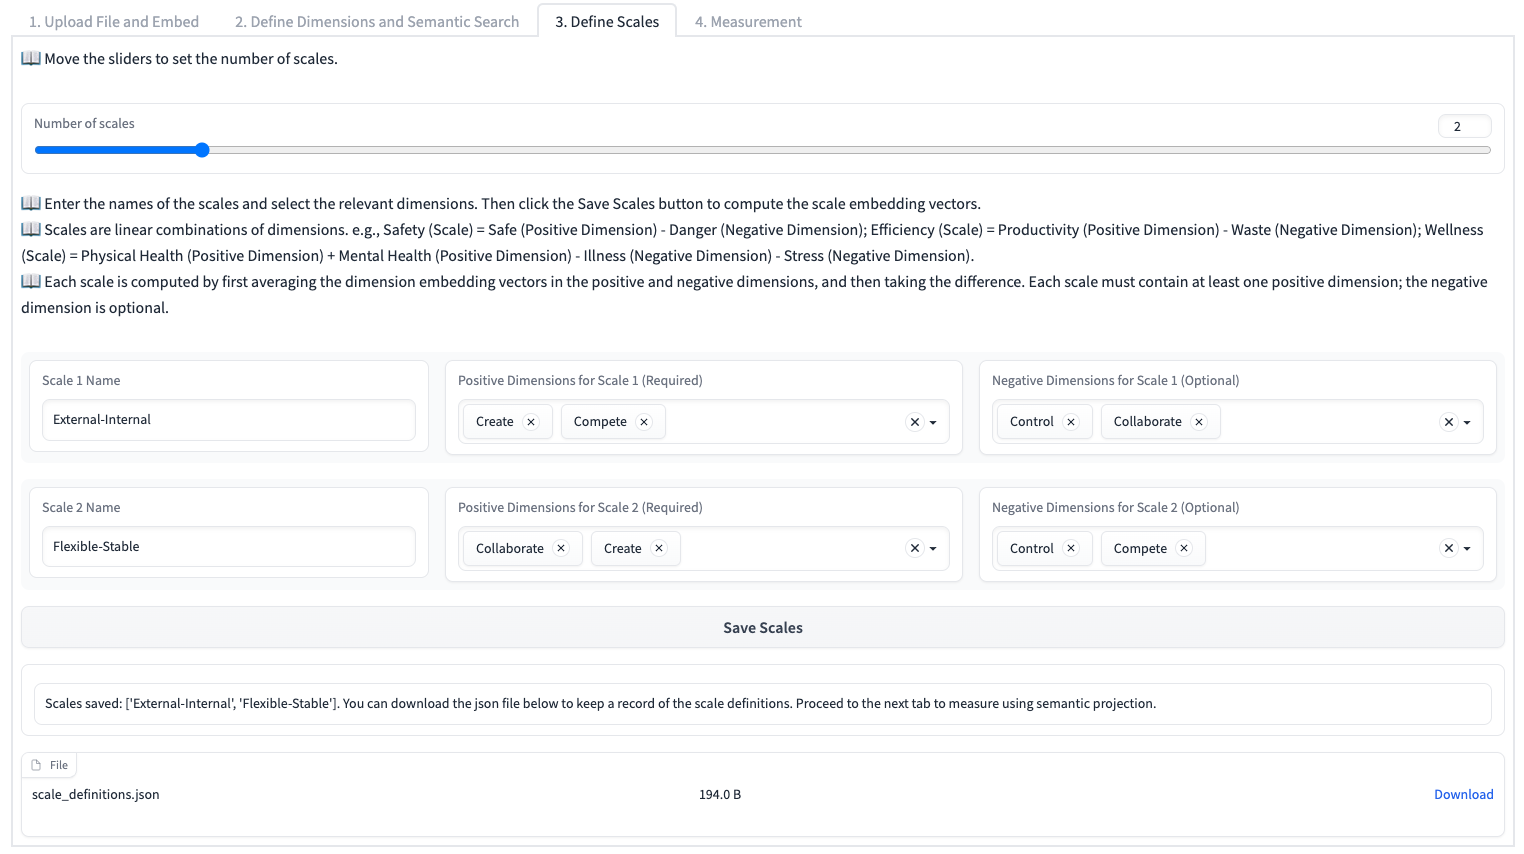 1. Upload File and Embed
2. Define Dimensions and Semantic Search
3. Define Scales
4. Measurement
📖 Move the sliders to set the number of scales.
Number of scales
2
📖 Enter the names of the scales and select the relevant dimensions. Then click the Save Scales button to compute the scale embedding vectors.
📖 Scales are linear combinations of dimensions. e.g., Safety (Scale) = Safe (Positive Dimension) - Danger (Negative Dimension); Efficiency (Scale) = Productivity (Positive Dimension) - Waste (Negative Dimension); Wellness
(Scale) = Physical Health (Positive Dimension) + Mental Health (Positive Dimension) - Illness (Negative Dimension) - Stress (Negative Dimension).
📖 Each scale is computed by first averaging the dimension embedding vectors in the positive and negative dimensions, and then taking the difference. Each scale must contain at least one positive dimension; the negative
dimension is optional.
Scale 1 Name
External-Internal
Positive Dimensions for Scale 1 (Required)
Create × Compete ×
Negative Dimensions for Scale 1 (Optional)
Control × Collaborate ×
Scale 2 Name
Flexible-Stable
Positive Dimensions for Scale 2 (Required)
Collaborate × Create ×
Negative Dimensions for Scale 2 (Optional)
Control × Compete ×
Save Scales
Scales saved: ['External-Internal', 'Flexible-Stable']. You can download the json file below to keep a record of the scale definitions. Proceed to the next tab to measure using semantic projection.
File
scale_definitions.json 194.0 B Download